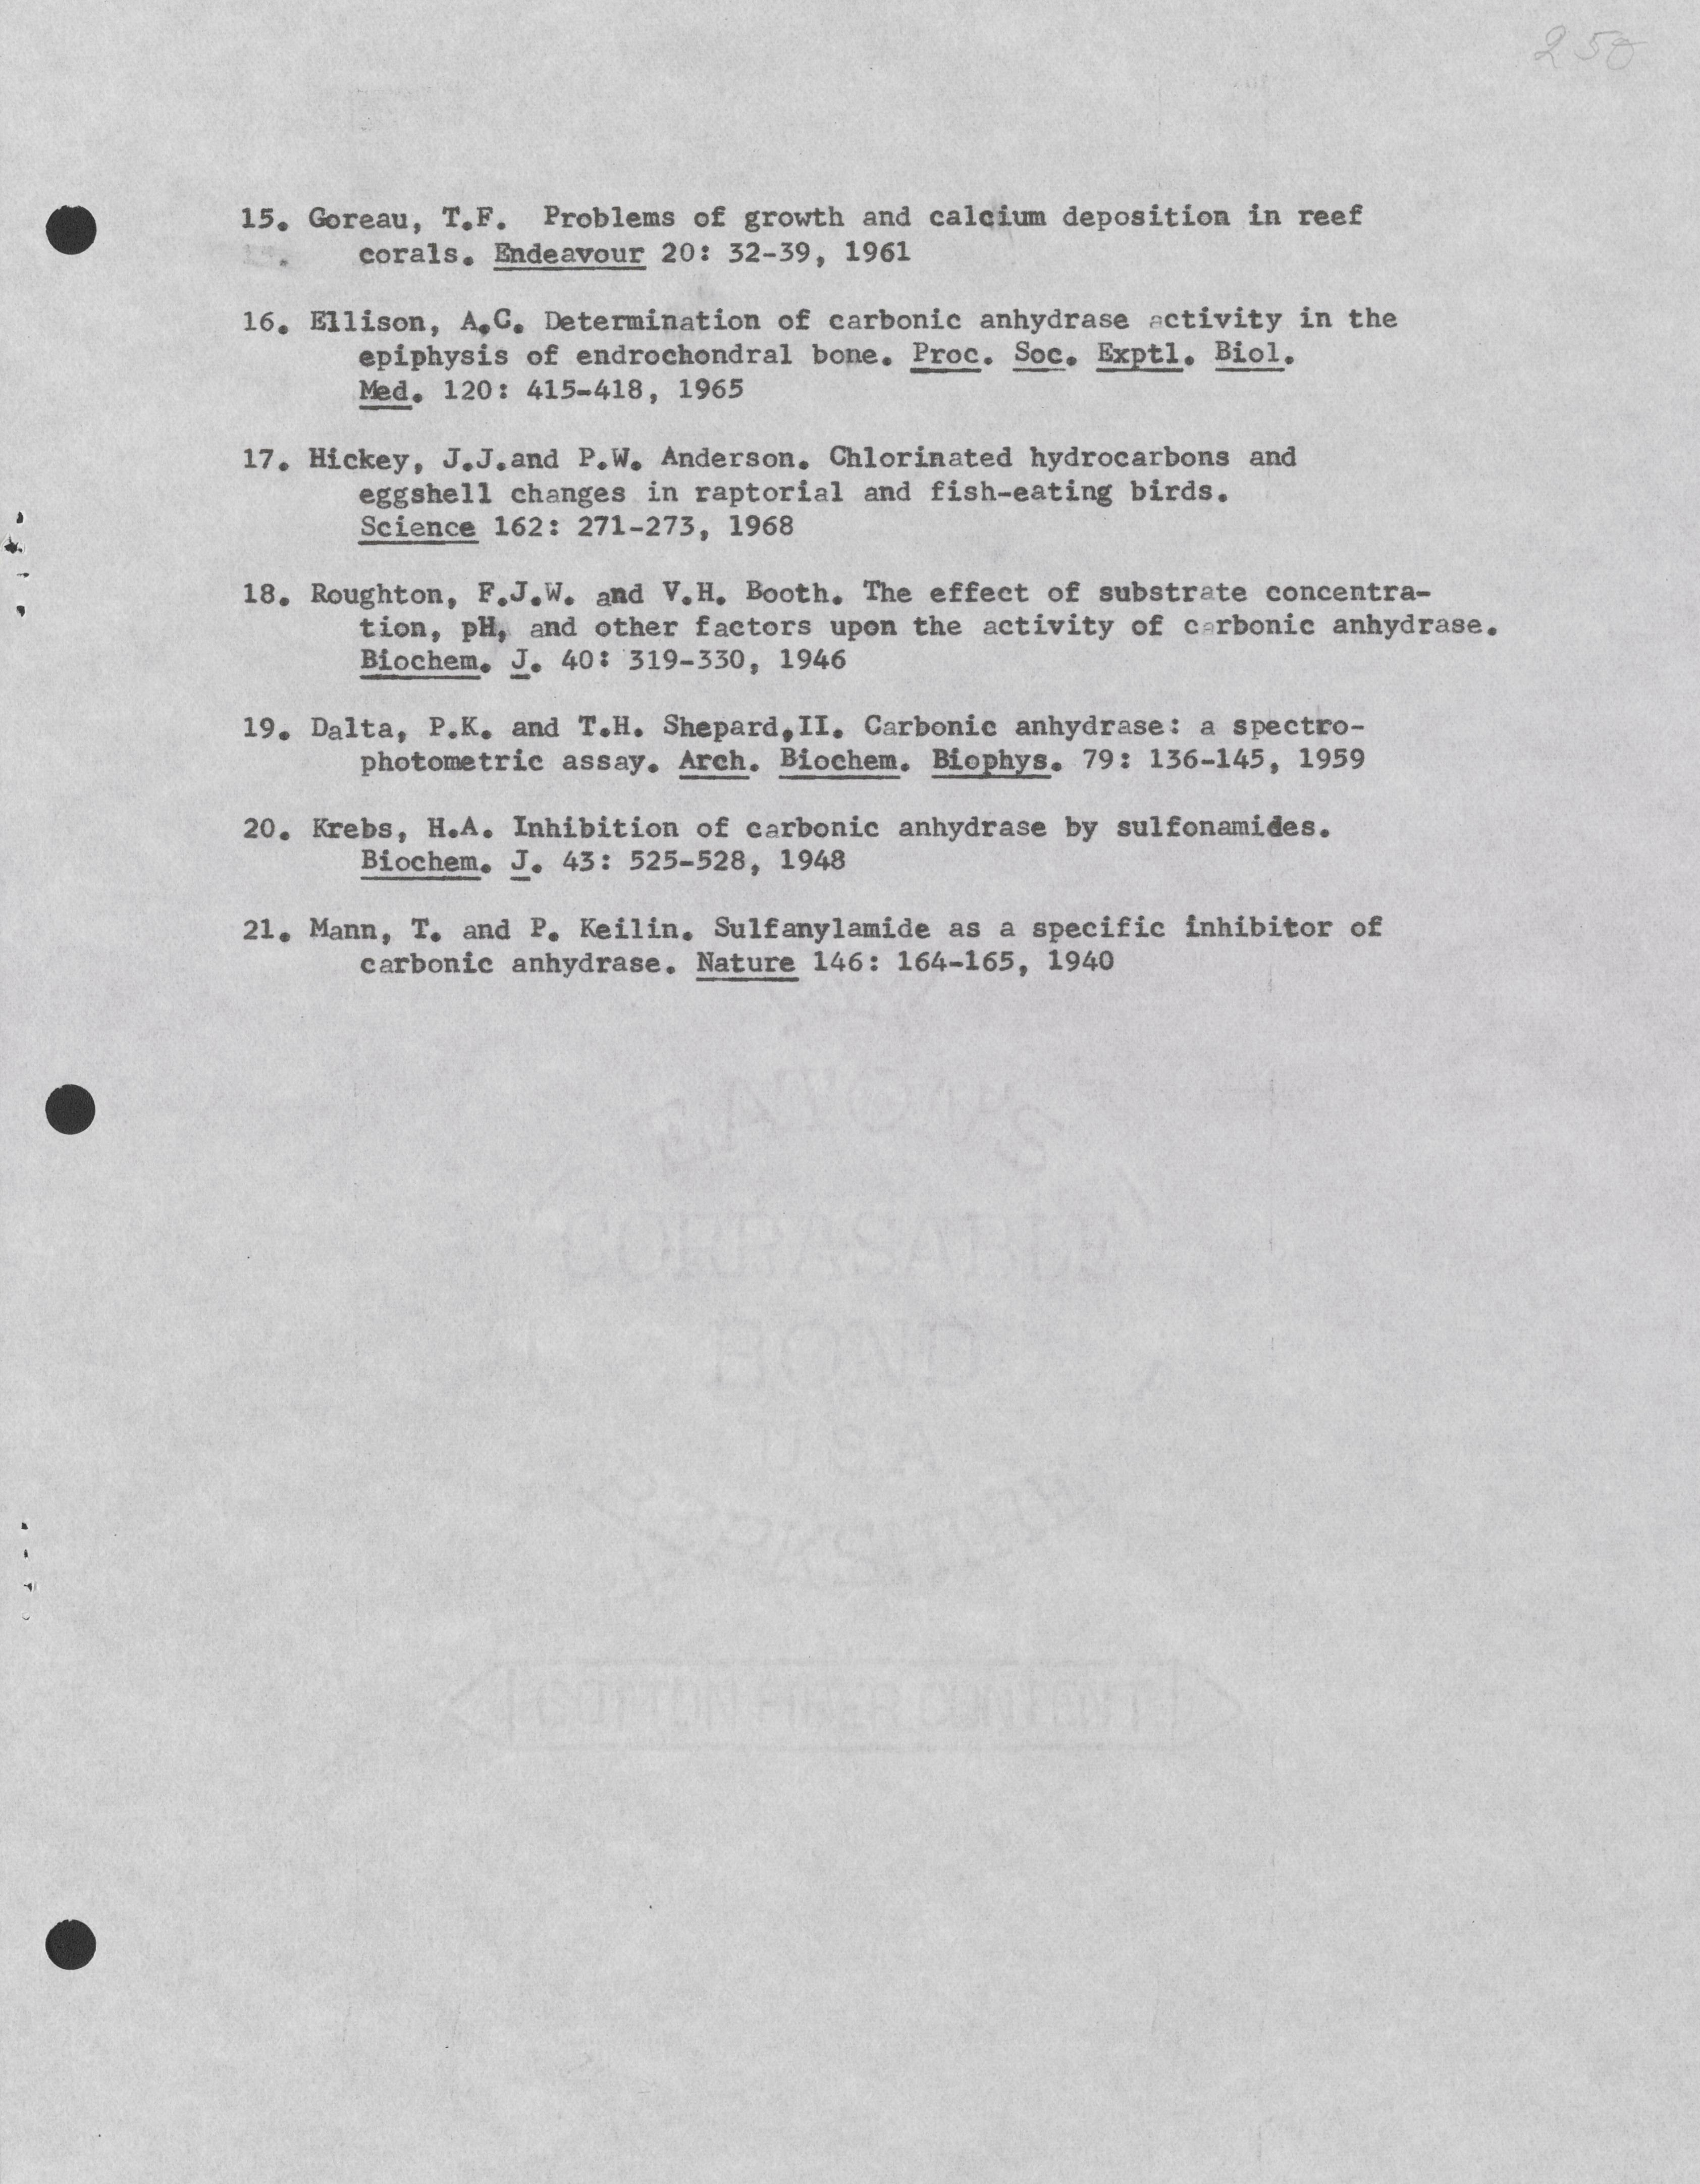 250
15. Goreau, T.F.  Problems of growth and calcium deposition in reef
corals. Endeavour 20: 32-39, 1961
16. Ellison, A.C. Determination of carbonic anhydrase activity in the
epiphysis of endrochondral bone. Proc. Soc. Exptl. Biol.
Med. 120: 415-418, 1965
17. Hickey, J.J.and P.W. Anderson. Chlorinated hydrocarbons and
eggshell changes in raptorial and fish-eating birds.
Science 162: 271-273, 1968
18. Roughton, F.J.W. and V.H. Booth. The effect of substrate concentra-
tion, pH, and other factors upon the activity of carbonic anhydrase.
Biochem. J. 40: 319-330, 1946
19. Dalta, P.K. and T.H. Shepard,II. Carbonic anhydrase: a spectro-
photometric assay. Arch. Biochem. Biophys. 79: 136-145, 1959
20. Krebs, H.A. Inhibition of carbonic anhydrase by sulfonamides.
Biochem. J. 43: 525-528, 1948
21. Mann, T. and P. Keilin. Sulfanylamide as a specific inhibitor of
carbonic anhydrase. Nature 146: 164-165, 1940
EATON'S
CORRASABLE
BOND
USA
COTTON FIBER CONTENT